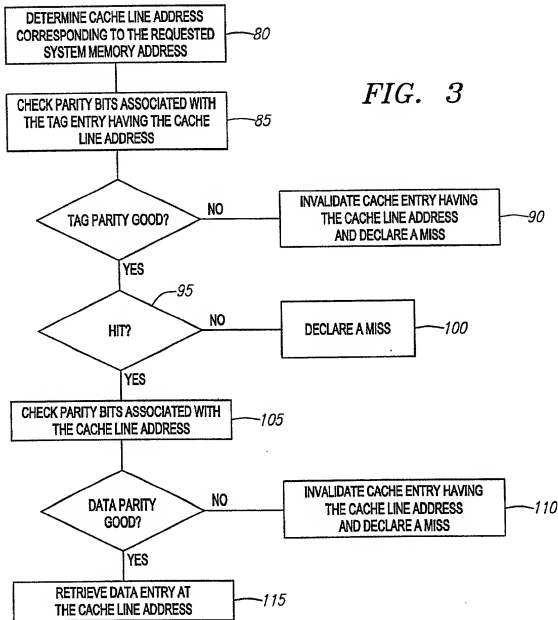 DETERMINE CACHE LINE ADDRESS
CORRESPONDING TO THE REQUESTED
SYSTEM MEMORY ADDRESS
80
FIG. 3
CHECK PARITY BITS ASSOCIATED WITH
THE TAG ENTRY HAVING THE CACHE
LINE ADDRESS
85
TAG PARITY GOOD?
NO
INVALIDATE CACHE ENTRY HAVING
THE CACHE LINE ADDRESS
AND DECLARE A MISS
90
YES
95
HIT?
NO
DECLARE A MISS
100
YES
CHECK PARITY BITS ASSOCIATED WITH
THE CACHE LINE ADDRESS
105
DATA PARITY
GOOD?
NO
INVALIDATE CACHE ENTRY HAVING
THE CACHE LINE ADDRESS
AND DECLARE A MISS
110
YES
RETRIEVE DATA ENTRY AT
THE CACHE LINE ADDRESS
115